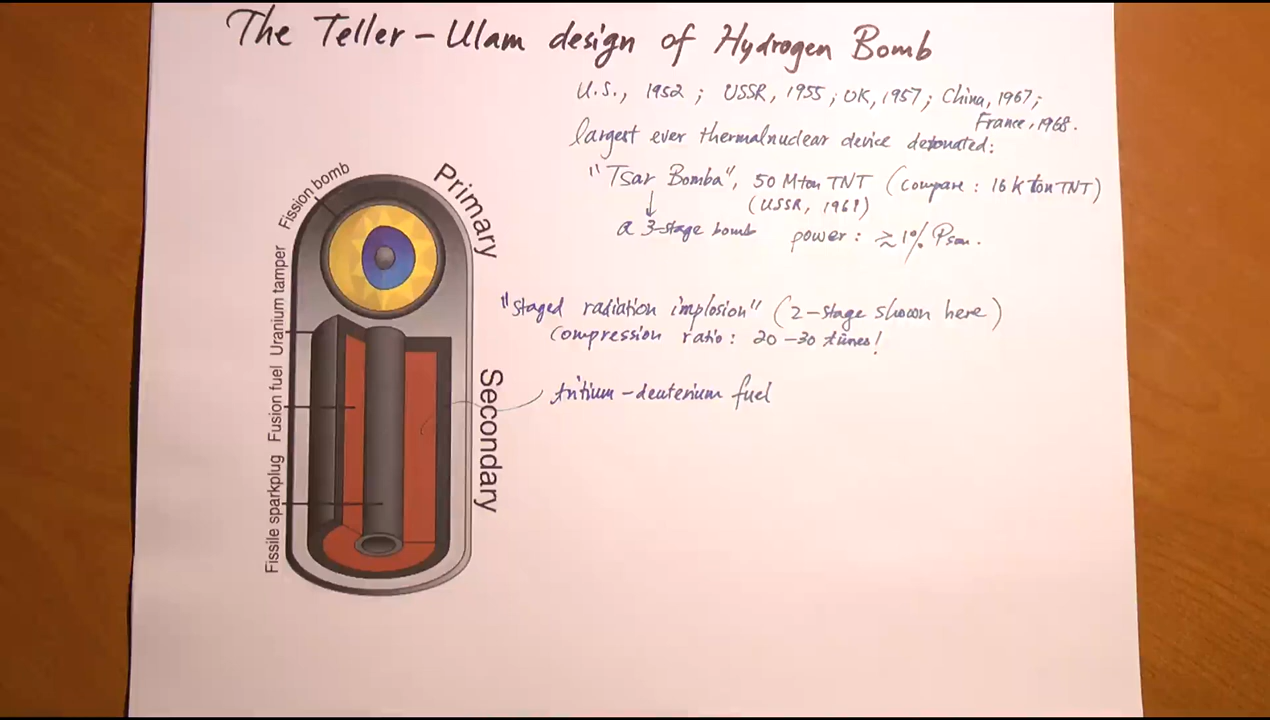 The Teller - Ulam design of Hydrogen Bomb
U.S., 1952 ; USSR, 1955 ; UK, 1957 ; China, 1967 ;
France, 1968.
largest ever thermalnuclear device detonated:
"Tsar Bomba", 50 Mton TNT (compare : 16 k ton TNT)
(USSR, 1961)
a 3-stage bomb power : ≳ 1% Psun.
"staged radiation implosion" (2-stage shown here)
compression ratio : 20 - 30 times!
tritium - deuterium fuel
Fission bomb
Primary
Uranium tamper
Fusion fuel
Fissile sparkplug
Secondary